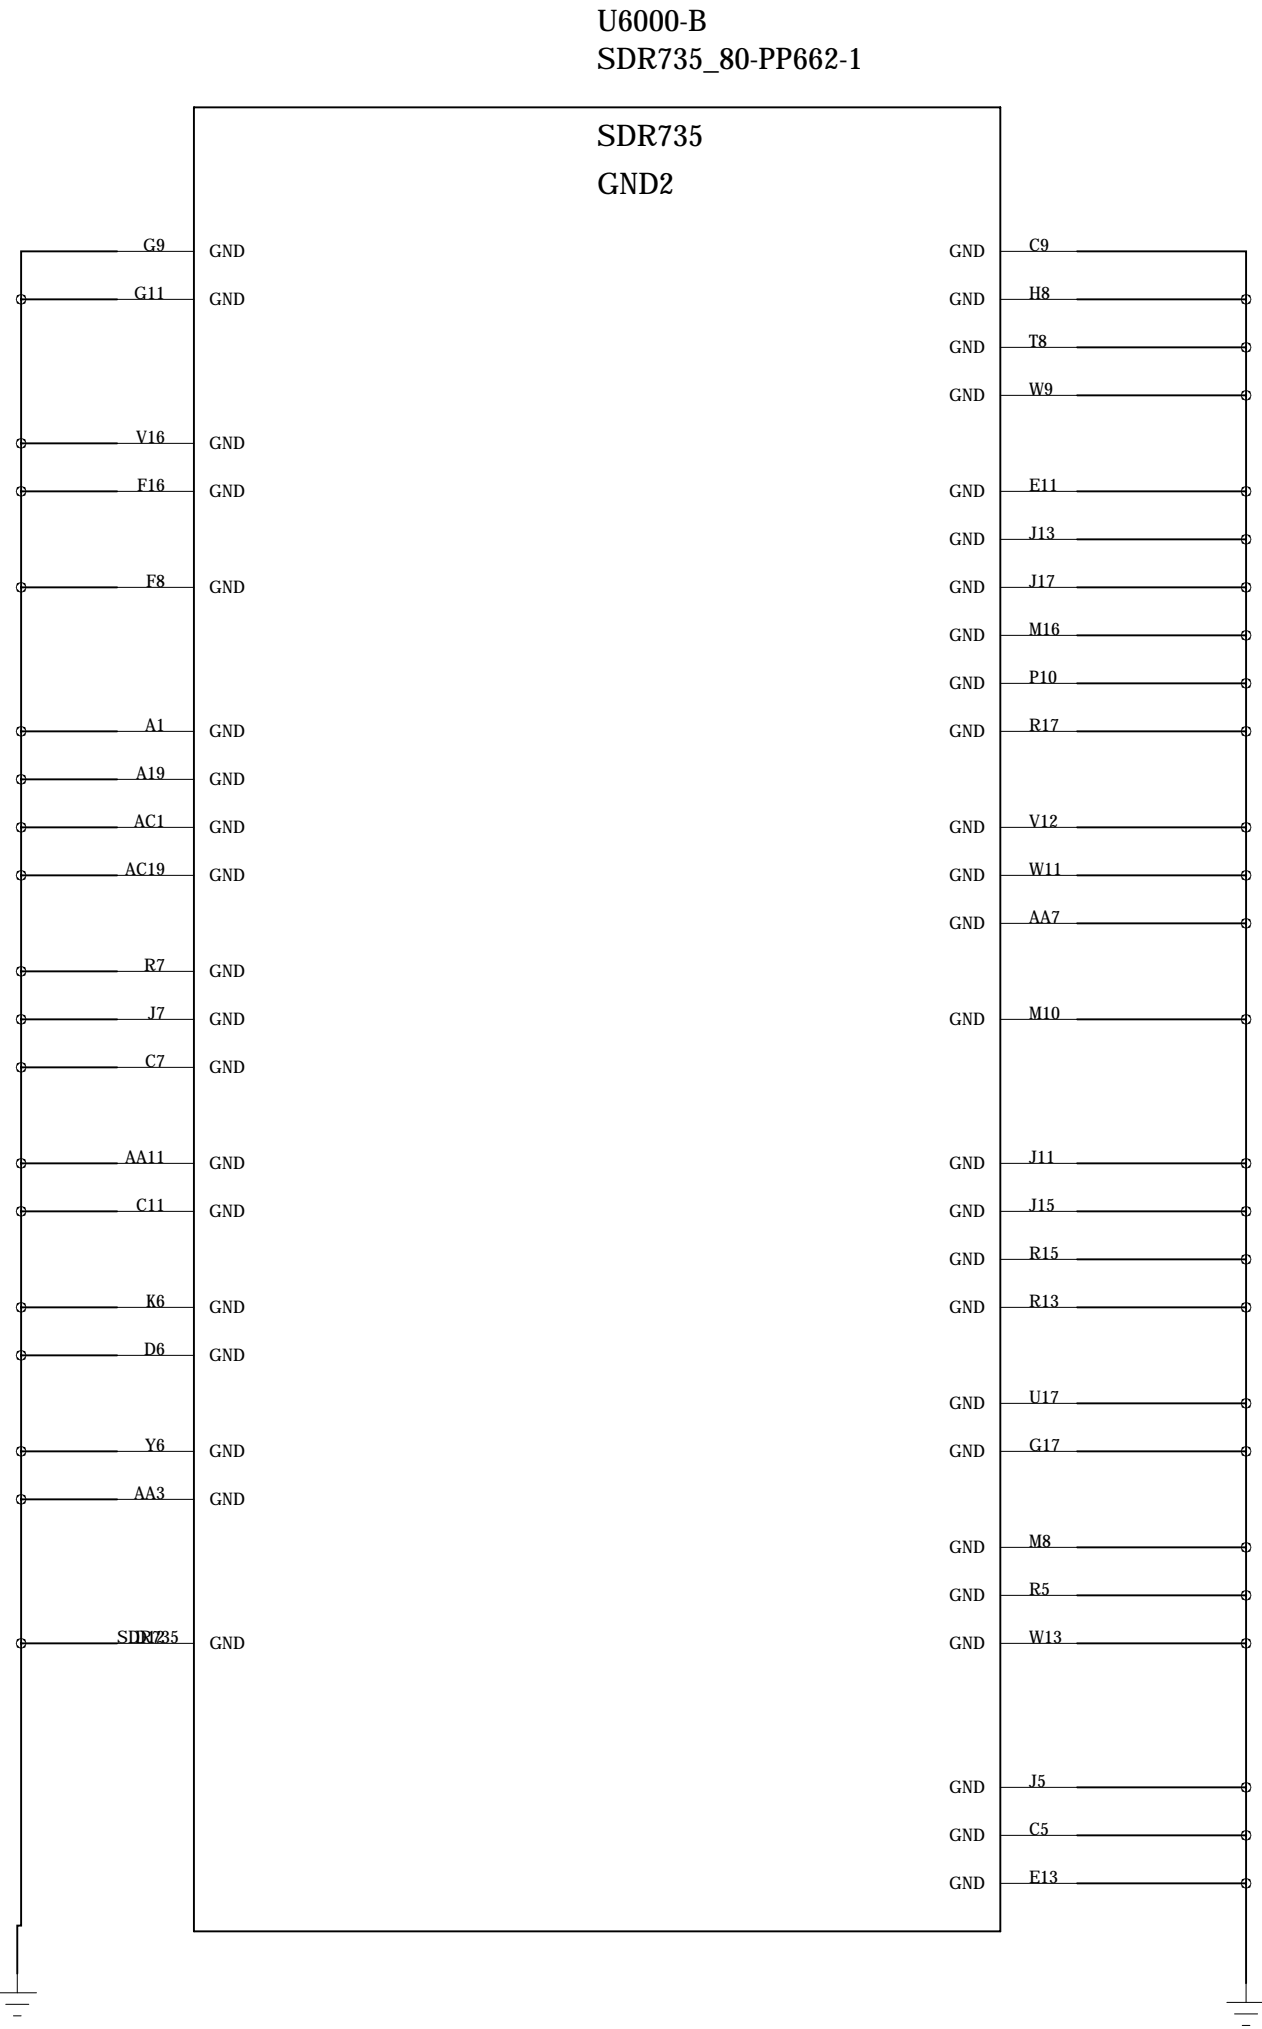 U6000-B
SDR735_80-PP662-1
SDR735
GND2
G9 GND GND C9
G11 GND GND H8
GND T8
GND W9
V16 GND
F16 GND GND E11
GND J13
F8 GND GND J17
GND M16
GND P10
A1 GND GND R17
A19 GND
AC1 GND GND V12
AC19 GND GND W11
GND AA7
R7 GND
J7 GND GND M10
C7 GND
AA11 GND GND J11
C11 GND GND J15
GND R15
K6 GND GND R13
D6 GND
GND U17
Y6 GND GND G17
AA3 GND
GND M8
GND R5
SDR735 D12 GND GND W13
GND J5
GND C5
GND E13